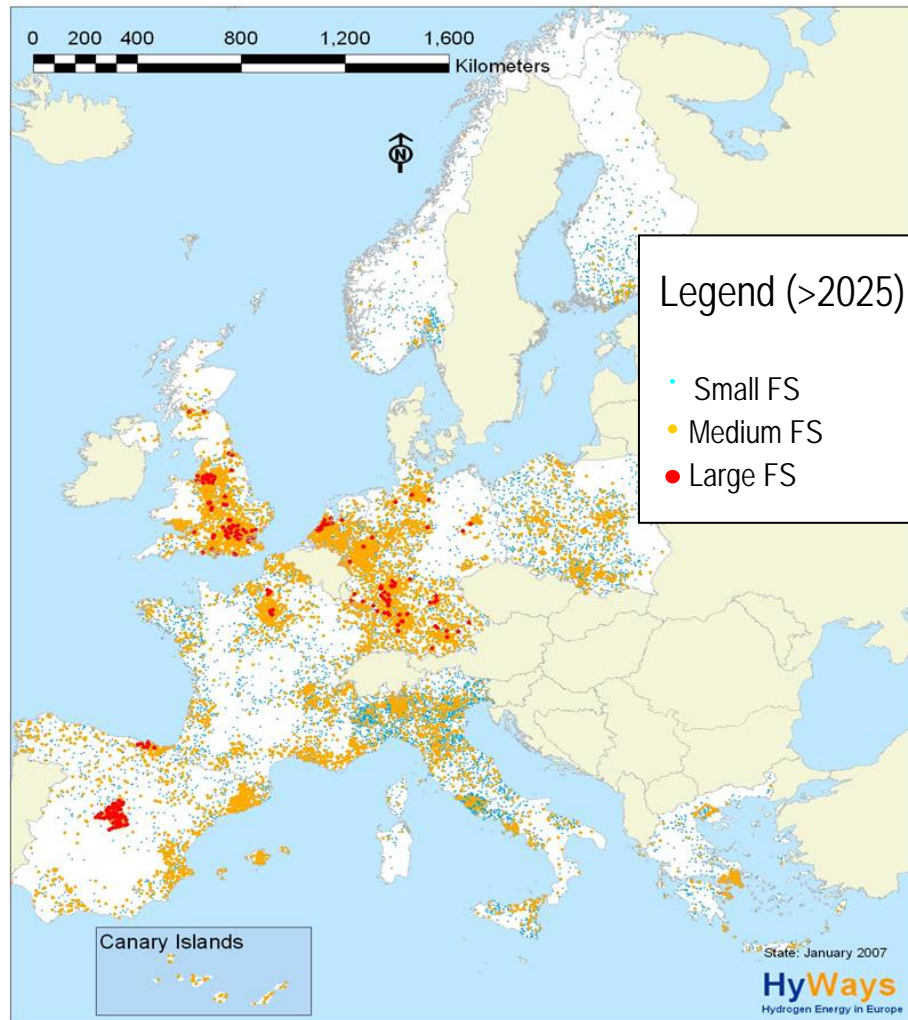 0 200 400 800 1,200 1,600
Kilometers
N
Legend (>2025)
Small FS
Medium FS
Large FS
Canary Islands
State: January 2007
HyWays
Hydrogen Energy in Europe